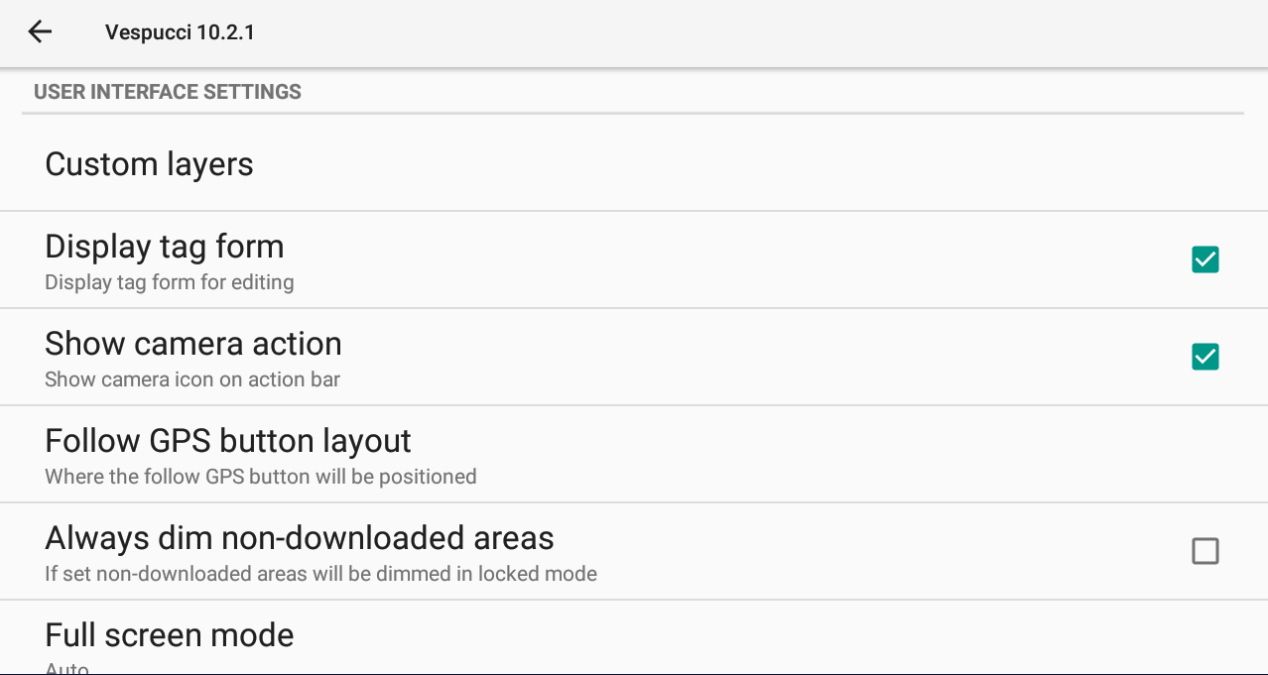 Vespucci 10.2.1
USER INTERFACE SETTINGS
Custom layers
Display tag form
Display tag form for editing
Show camera action
Show camera icon on action bar
Follow GPS button layout
Where the follow GPS button will be positioned
Always dim non-downloaded areas
If set non-downloaded areas will be dimmed in locked mode
Full screen mode
Auto